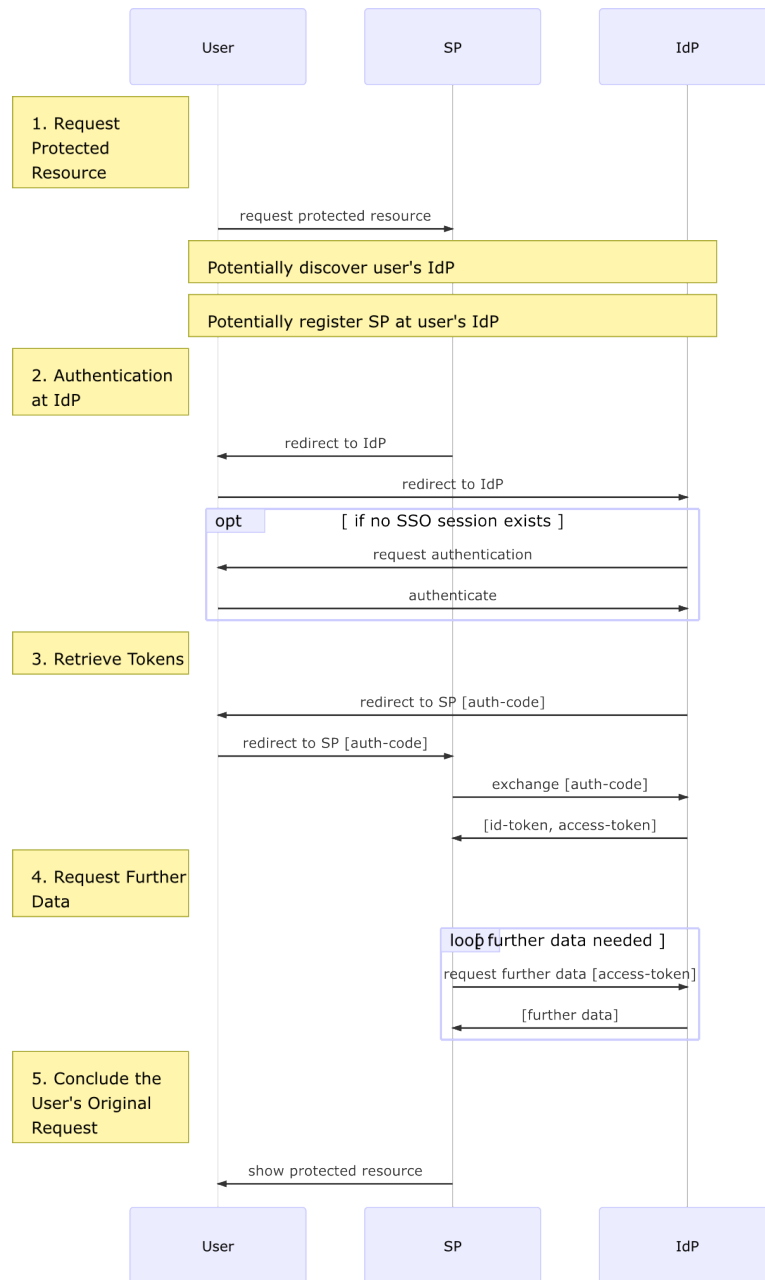 User
SP
IdP
1. Request
Protected
Resource
request protected resource
Potentially discover user's IdP
Potentially register SP at user's IdP
2. Authentication
at IdP
redirect to IdP
redirect to IdP
opt
[ if no SSO session exists ]
request authentication
authenticate
3. Retrieve Tokens
redirect to SP [auth-code]
redirect to SP [auth-code]
exchange [auth-code]
[id-token, access-token]
4. Request Further
Data
loop
[ further data needed ]
request further data [access-token]
[further data]
5. Conclude the
User's Original
Request
show protected resource
User
SP
IdP